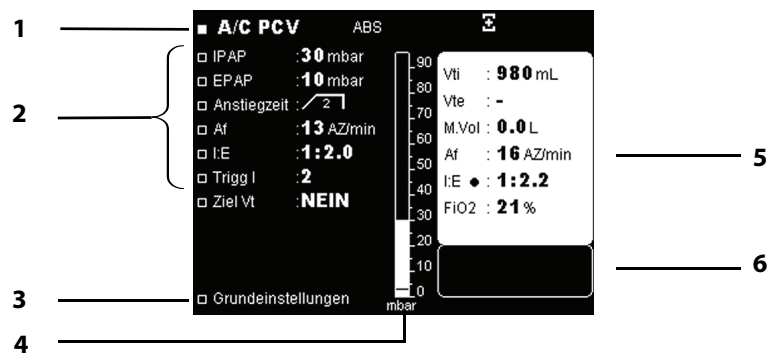 1
A/C PCV ABS
2
IPAP :30 mbar
EPAP :10 mbar
Anstiegzeit : 2
Af :13 AZ/min
I:E :1:2.0
Trigg I :2
Ziel Vt :NEIN
3
Grundeinstellungen
4
90
80
70
60
50
40
30
20
10
0
mbar
Vti : 980 mL
Vte : -
M.Vol : 0.0 L
Af : 16 AZ/min
I:E : 1:2.2
FiO2 : 21 %
5
6